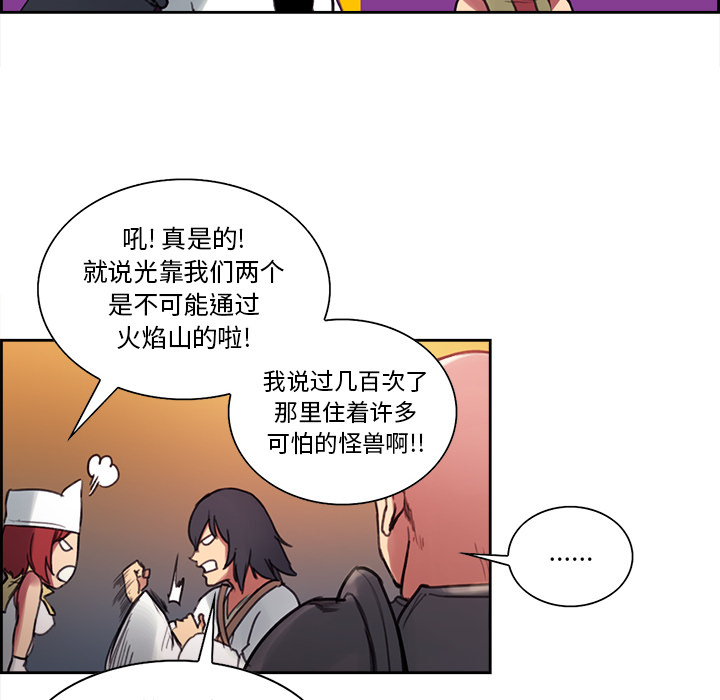 吼! 真是的!
就说光靠我们两个
是不可能通过
火焰山的啦!
我说过几百次了
那里住着许多
可怕的怪兽啊!!
......